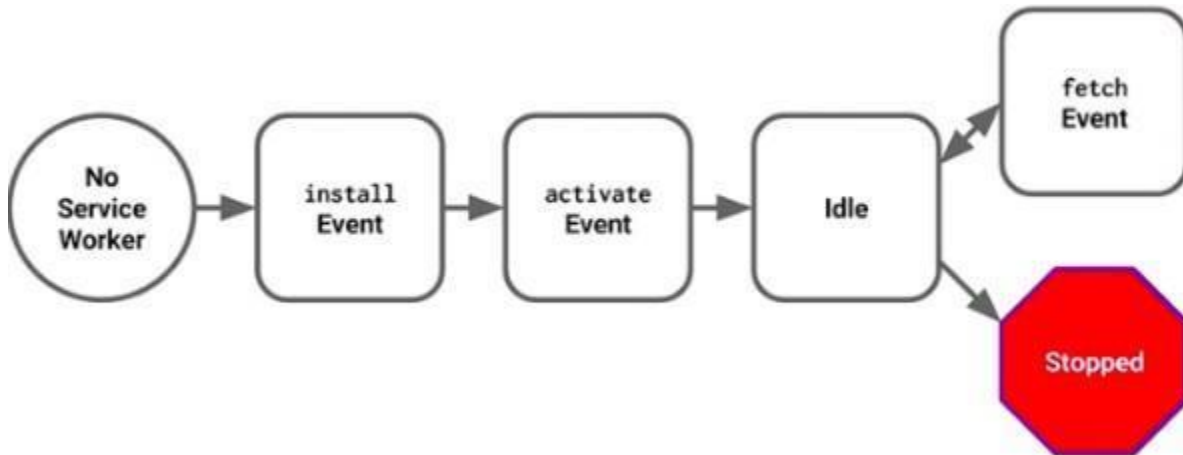 No
Service
Worker
install
Event
activate
Event
Idle
fetch
Event
Stopped